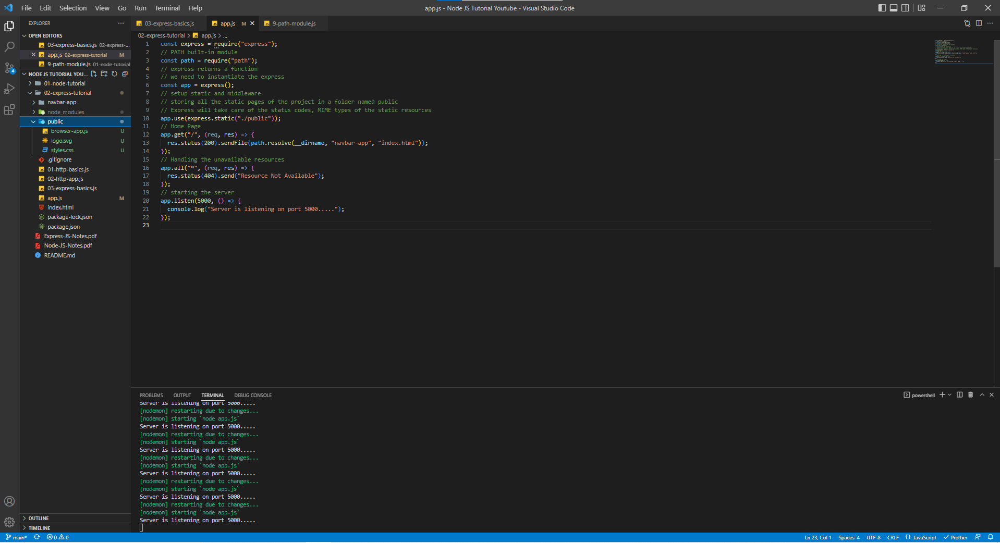 File Edit Selection View Go Run Terminal Help
app.js - Node JS Tutorial Youtube - Visual Studio Code
EXPLORER
OPEN EDITORS
03-express-basics.js 02-express-...
app.js 02-express-tutorial M
9-path-module.js 01-node-tutorial
NODE JS TUTORIAL YOU...
01-node-tutorial
02-express-tutorial
navbar-app
node_modules
public
browser-app.js U
logo.svg U
styles.css U
.gitignore
01-http-basics.js
02-http-app.js
03-express-basics.js
app.js M
index.html
package-lock.json
package.json
Express-JS-Notes.pdf
Node-JS-Notes.pdf
README.md
OUTLINE
TIMELINE
4
03-express-basics.js app.js M 9-path-module.js
02-express-tutorial > app.js > ...
1 const express = require("express");
2 // PATH built-in module
3 const path = require("path");
4 // express returns a function
5 // we need to instantiate the express
6 const app = express();
7 // setup static and middleware
8 // storing all the static pages of the project in a folder named public
9 // Express will take care of the status codes, MIME types of the static resources
10 app.use(express.static("./public"));
11 // Home Page
12 app.get("/", (req, res) => {
13 res.status(200).sendFile(path.resolve(__dirname, "navbar-app", "index.html"));
14 });
15 // Handling the unavailable resources
16 app.all("*", (req, res) => {
17 res.status(404).send("Resource Not Available");
18 });
19 // starting the server
20 app.listen(5000, () => {
21 console.log("Server is listening on port 5000.....");
22 });
23
PROBLEMS OUTPUT TERMINAL DEBUG CONSOLE
powershell
Server is listening on port 5000.....
[nodemon] restarting due to changes...
[nodemon] starting `node app.js`
Server is listening on port 5000.....
[nodemon] restarting due to changes...
[nodemon] starting `node app.js`
Server is listening on port 5000.....
[nodemon] restarting due to changes...
[nodemon] starting `node app.js`
Server is listening on port 5000.....
[nodemon] restarting due to changes...
[nodemon] starting `node app.js`
Server is listening on port 5000.....
[nodemon] restarting due to changes...
[nodemon] starting `node app.js`
Server is listening on port 5000.....
main* 0 0
Ln 23, Col 1 Spaces: 4 UTF-8 CRLF {} JavaScript Prettier